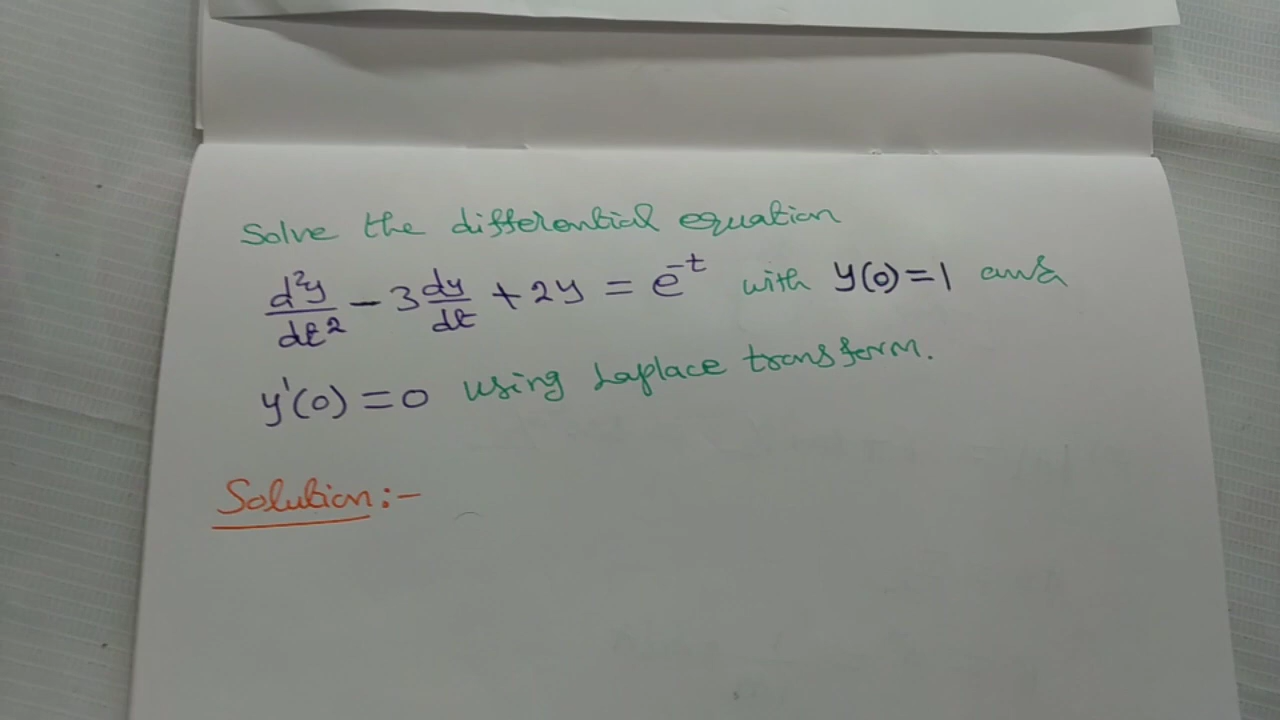 Solve the differential equation
d²y/dt² - 3 dy/dt + 2y = e^-t with y(0)=1 and
y'(0)=0 using Laplace transform.
Solution:-